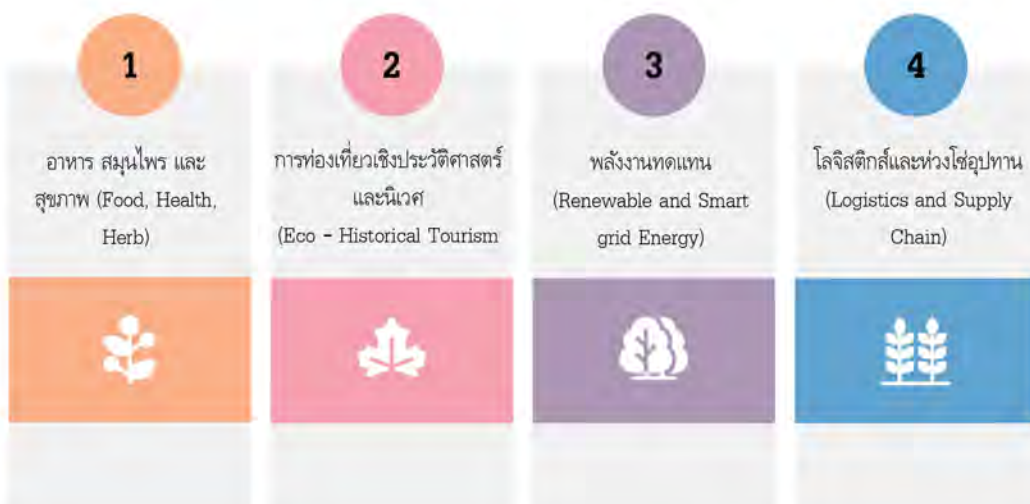 1
อาหาร สมุนไพร และ
สุขภาพ (Food, Health,
Herb)
2
การท่องเที่ยวเชิงประวัติศาสตร์
และนิเวศ
(Eco - Historical Tourism
3
พลังงานทดแทน
(Renewable and Smart
grid Energy)
4
โลจิสติกส์และห่วงโซ่อุปทาน
(Logistics and Supply
Chain)